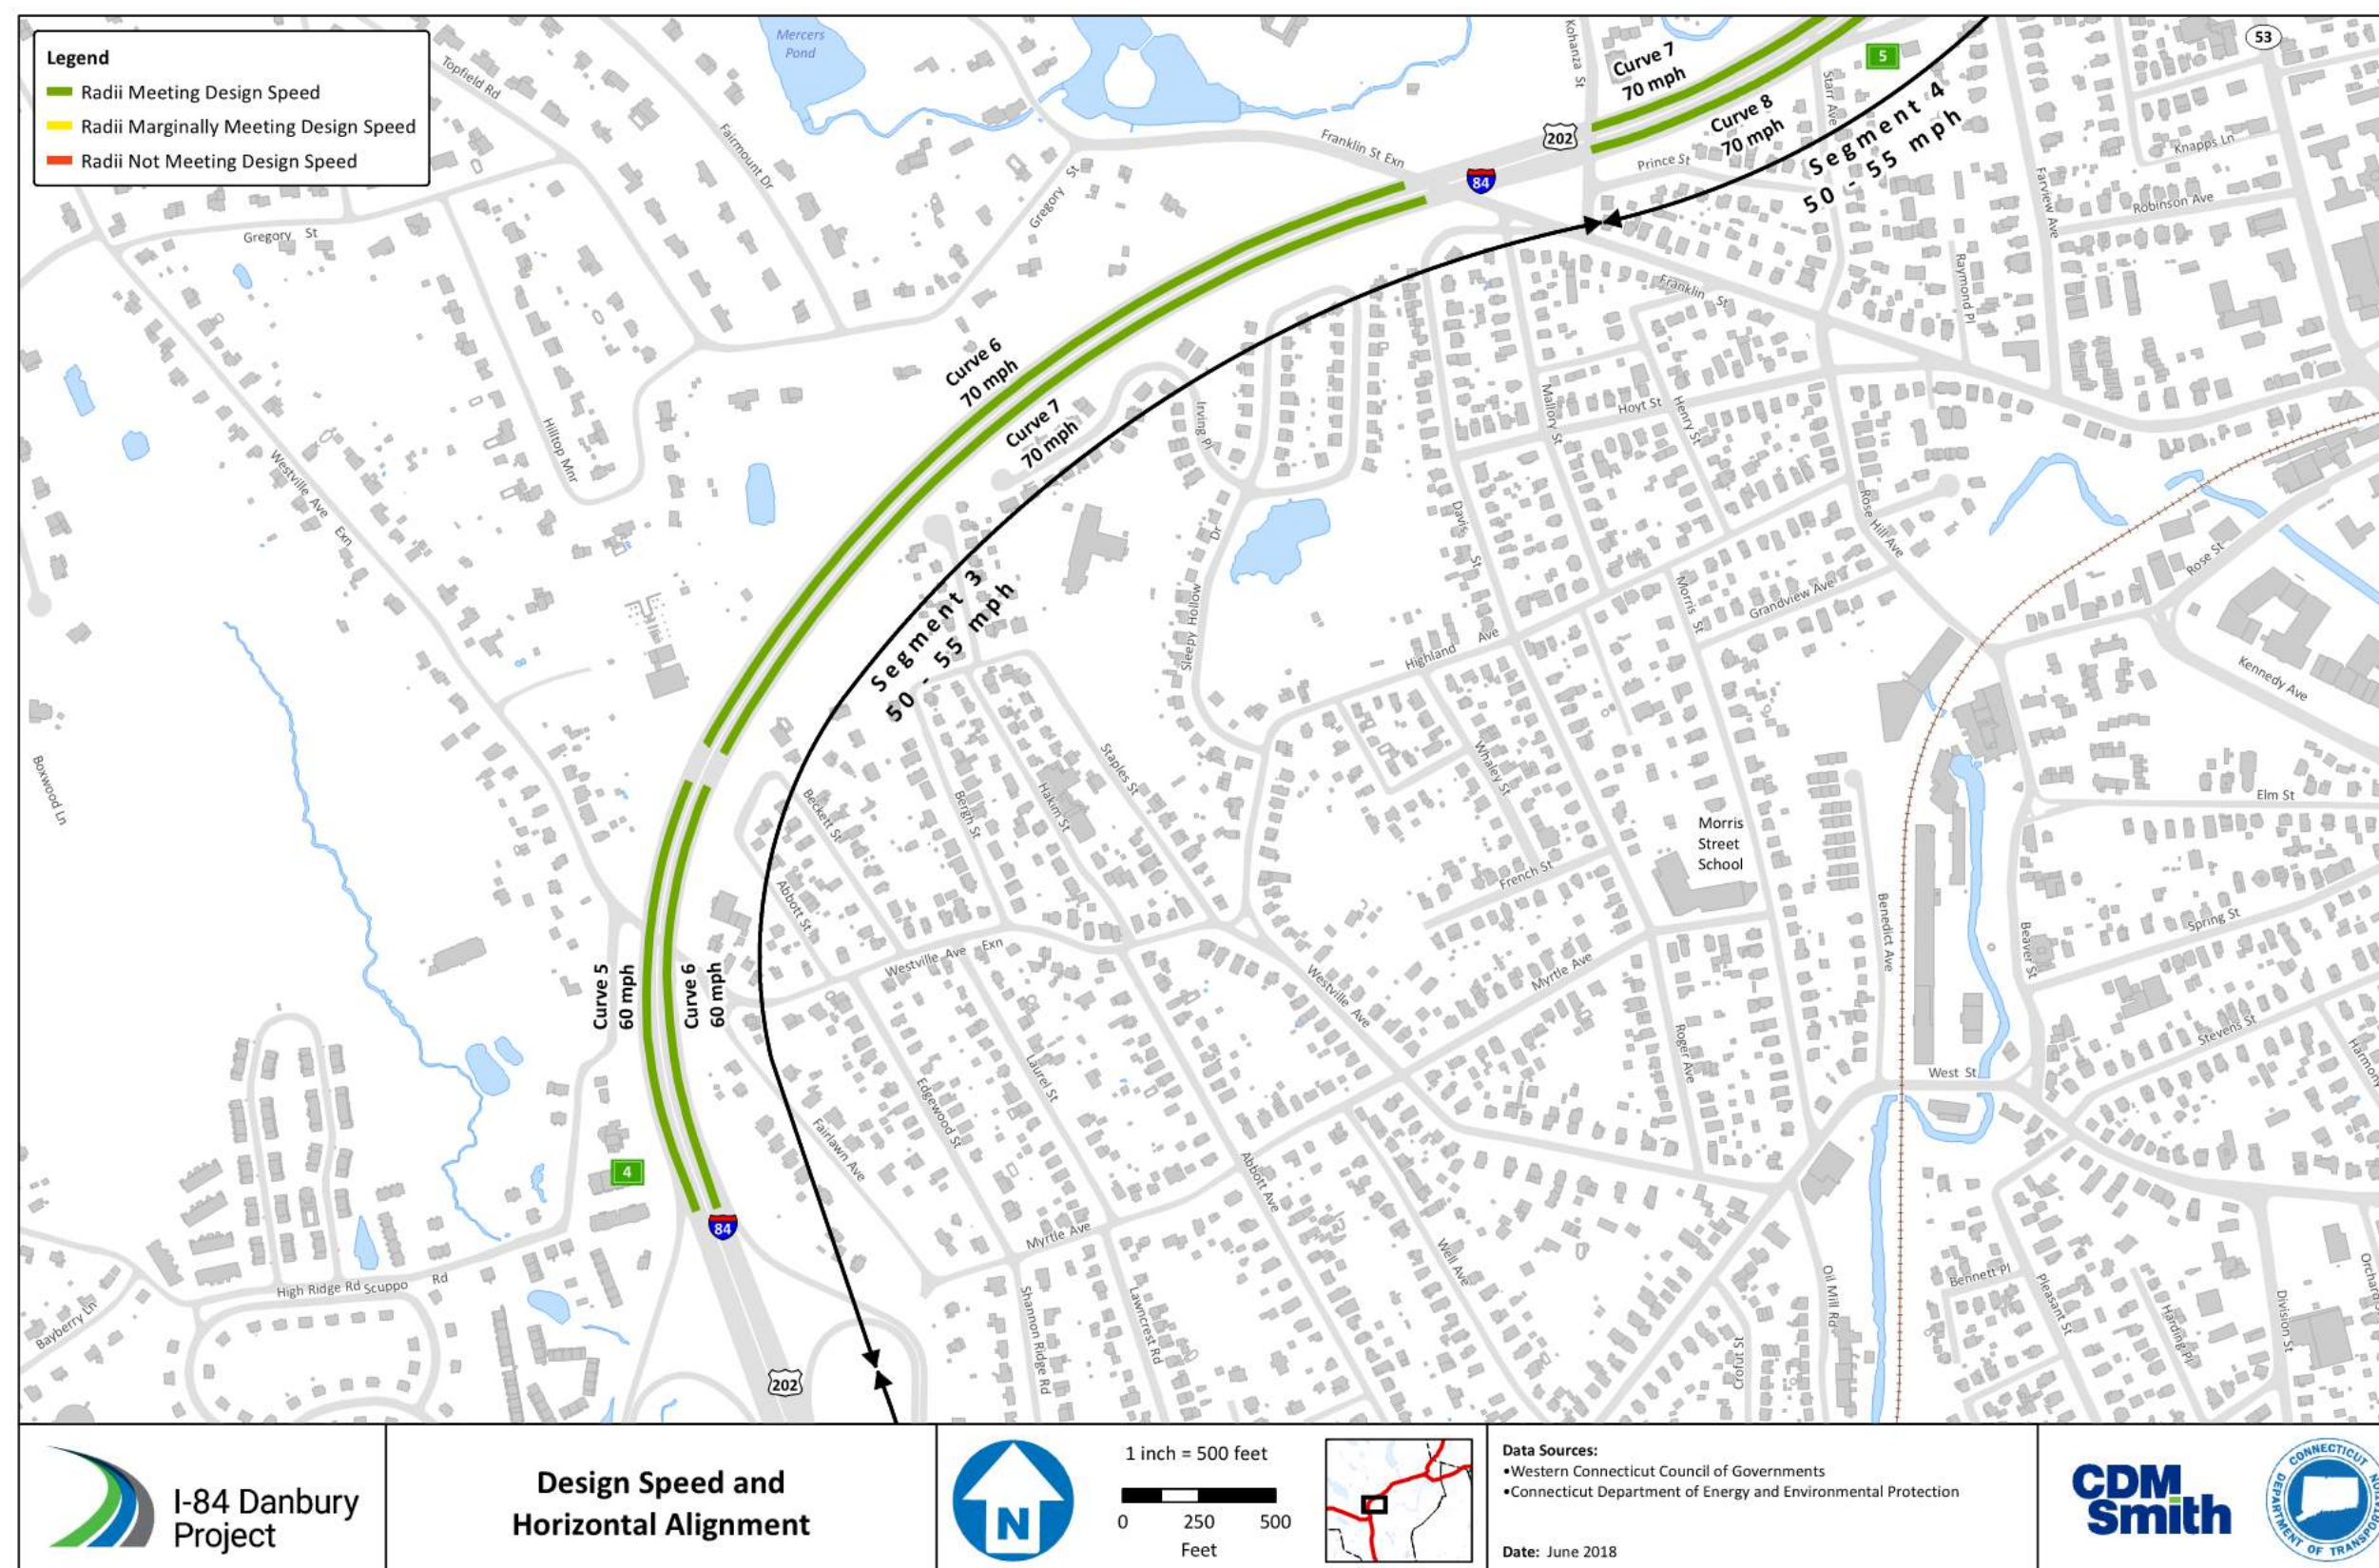 Legend
Radii Meeting Design Speed
Radii Marginally Meeting Design Speed
Radii Not Meeting Design Speed
Mercers
Pond
Topfield Rd
Fairmount Dr
Gregory St
Gregory St
Franklin St Exn
Kohanza St
202
84
Curve 7
70 mph
Curve 8
70 mph
5
53
Starr Ave
Segment 4
50 - 55 mph
Prince St
Farview Ave
Knapps Ln
Robinson Ave
Raymond Pl
Franklin St
Curve 6
70 mph
Curve 7
70 mph
Irving Pl
Mallory St
Hoyt St
Henry St
Hilltop Mnr
Westville Ave Exn
Davis St
Rose Hill Ave
Rose St
Segment 3
50 - 55 mph
Sleepy Hollow Dr
Morris St
Grandview Ave
Highland Ave
Kennedy Ave
Boxwood Ln
Staples St
Whaley St
Beckett St
Bergh St
Hakim St
Elm St
Morris
Street
School
French St
Abbott St
Benedict Ave
Beaver St
Spring St
Curve 5
60 mph
Curve 6
60 mph
Westville Ave Exn
Westville Ave
Myrtle Ave
Roger Ave
Stevens St
Harmon
West St
Laurel St
Edgewood St
Fairlawn Ave
4
84
Abbott Ave
Myrtle Ave
Well Ave
High Ridge Rd
Scuppo Rd
Bayberry Ln
Shannon Ridge Rd
Lawncrest Rd
Crofut St
Oil Mill Rd
Bennett Pl
Pleasant St
Harding Pl
Division St
Orchard
202
I-84 Danbury
Project
Design Speed and
Horizontal Alignment
N
1 inch = 500 feet
0 250 500
Feet
Data Sources:
•Western Connecticut Council of Governments
•Connecticut Department of Energy and Environmental Protection
Date: June 2018
CDM
Smith
CONNECTICUT
DEPARTMENT OF TRANSPORT